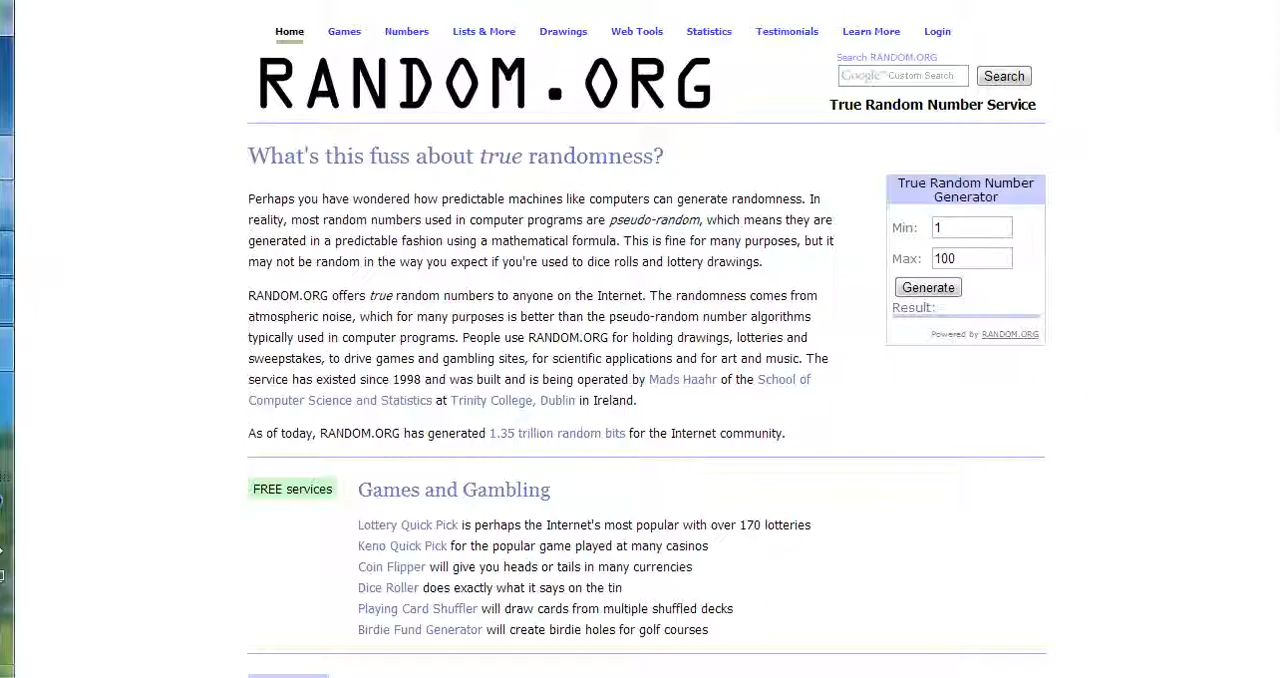 Home Games Numbers Lists & More Drawings Web Tools Statistics Testimonials Learn More Login
RANDOM.ORG
Search RANDOM.ORG
Google™ Custom Search Search
True Random Number Service
What's this fuss about true randomness?
Perhaps you have wondered how predictable machines like computers can generate randomness. In
reality, most random numbers used in computer programs are pseudo-random, which means they are
generated in a predictable fashion using a mathematical formula. This is fine for many purposes, but it
may not be random in the way you expect if you're used to dice rolls and lottery drawings.
RANDOM.ORG offers true random numbers to anyone on the Internet. The randomness comes from
atmospheric noise, which for many purposes is better than the pseudo-random number algorithms
typically used in computer programs. People use RANDOM.ORG for holding drawings, lotteries and
sweepstakes, to drive games and gambling sites, for scientific applications and for art and music. The
service has existed since 1998 and was built and is being operated by Mads Haahr of the School of
Computer Science and Statistics at Trinity College, Dublin in Ireland.
As of today, RANDOM.ORG has generated 1.35 trillion random bits for the Internet community.
True Random Number
Generator
Min: 1
Max: 100
Generate
Result:
Powered by RANDOM.ORG
FREE services
Games and Gambling
Lottery Quick Pick is perhaps the Internet's most popular with over 170 lotteries
Keno Quick Pick for the popular game played at many casinos
Coin Flipper will give you heads or tails in many currencies
Dice Roller does exactly what it says on the tin
Playing Card Shuffler will draw cards from multiple shuffled decks
Birdie Fund Generator will create birdie holes for golf courses